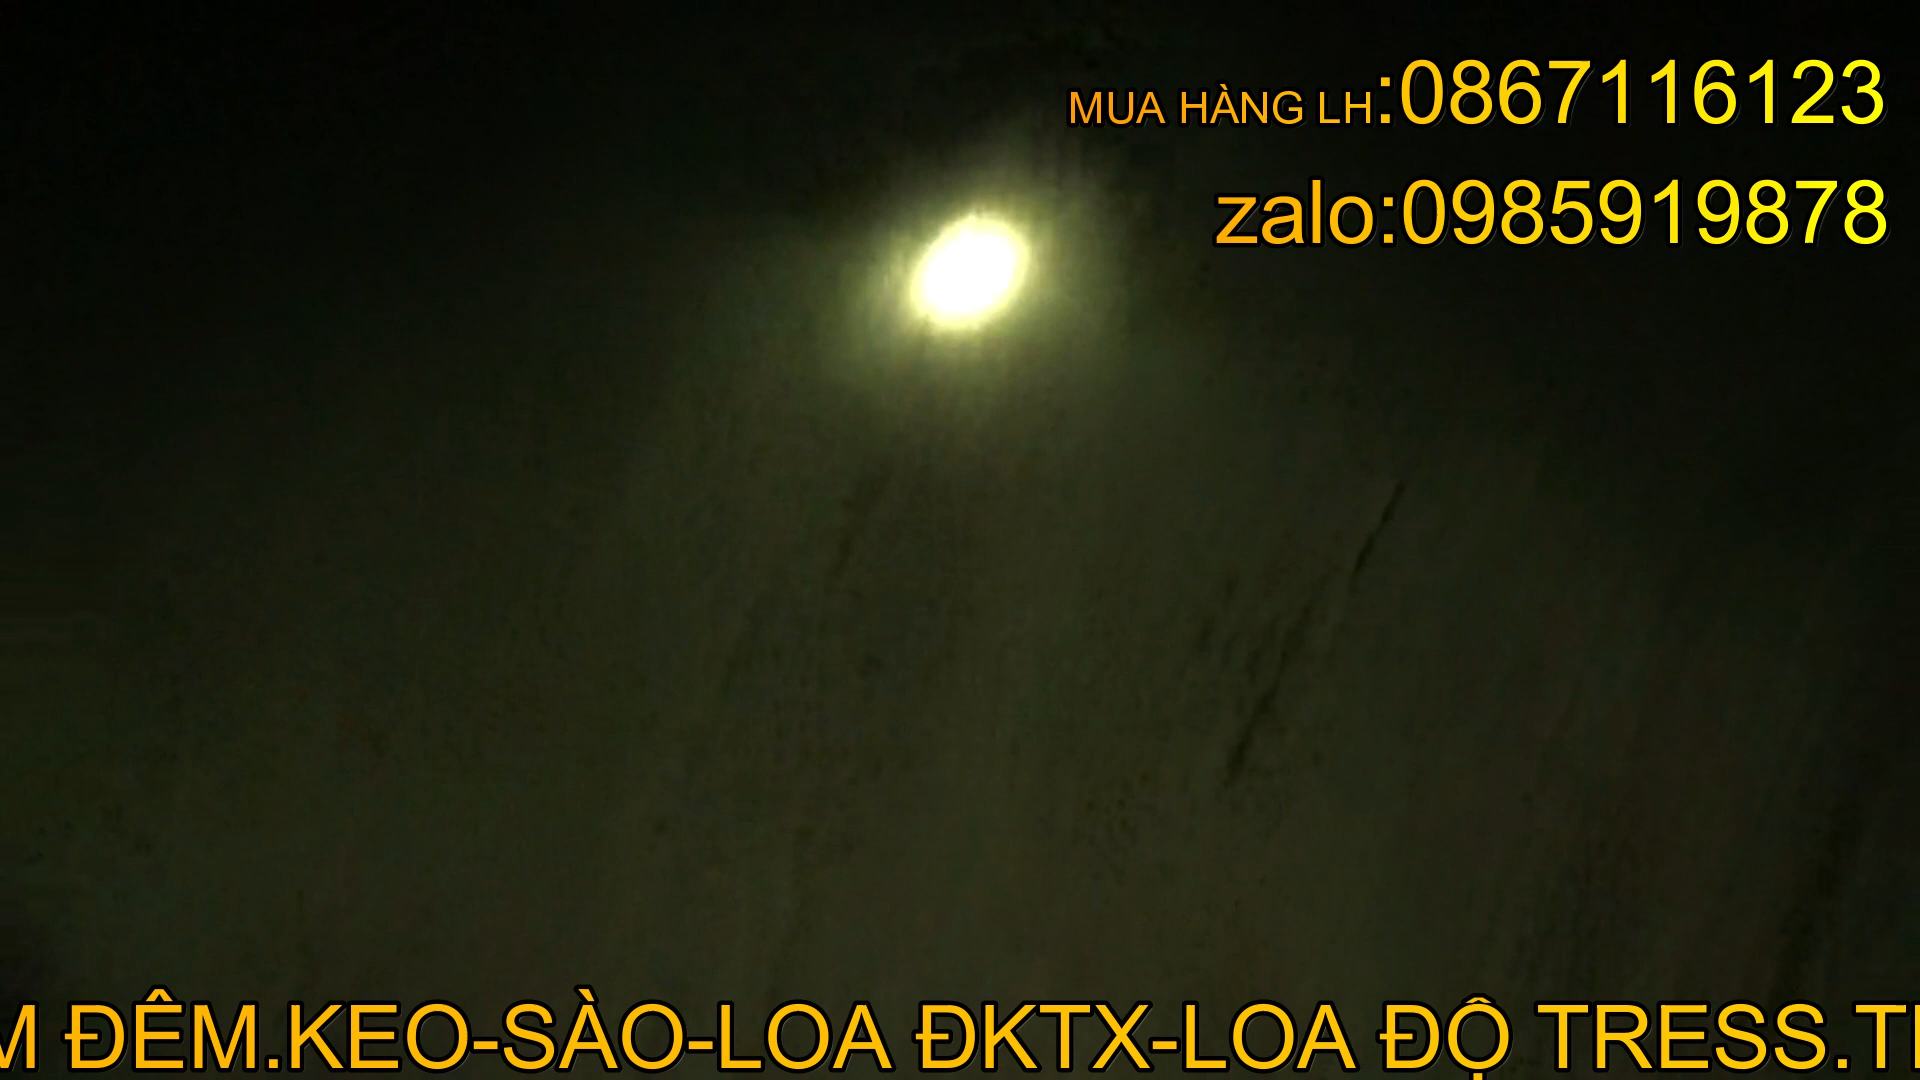 MUA HÀNG LH:0867116123
zalo:0985919878
ĐÊM.KEO-SÀO-LOA ĐKTX-LOA ĐỘ TRESS.